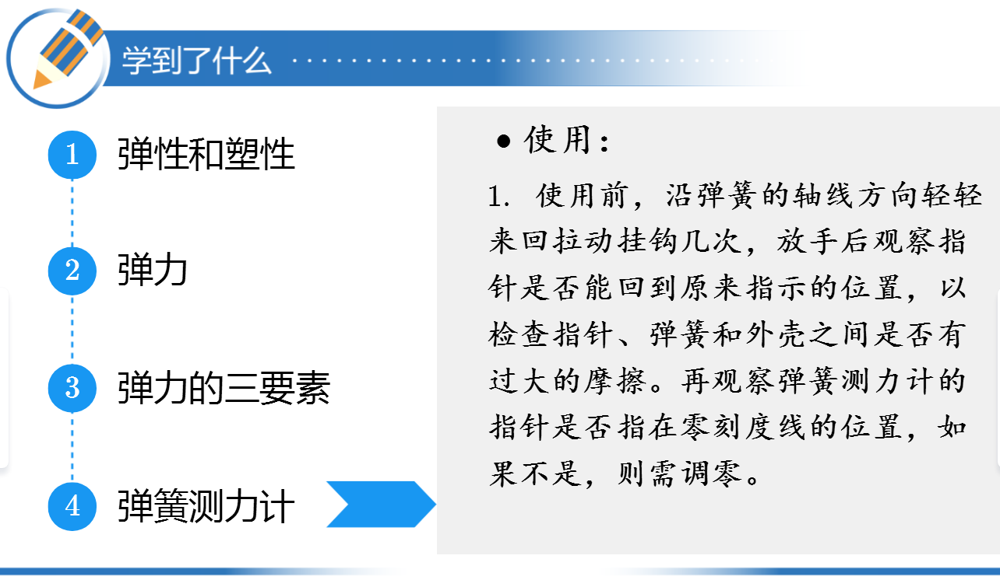 学到了什么
1 弹性和塑性
2 弹力
3 弹力的三要素
4 弹簧测力计
• 使用：
1. 使用前，沿弹簧的轴线方向轻轻
来回拉动挂钩几次，放手后观察指
针是否能回到原来指示的位置，以
检查指针、弹簧和外壳之间是否有
过大的摩擦。再观察弹簧测力计的
指针是否指在零刻度线的位置，如
果不是，则需调零。